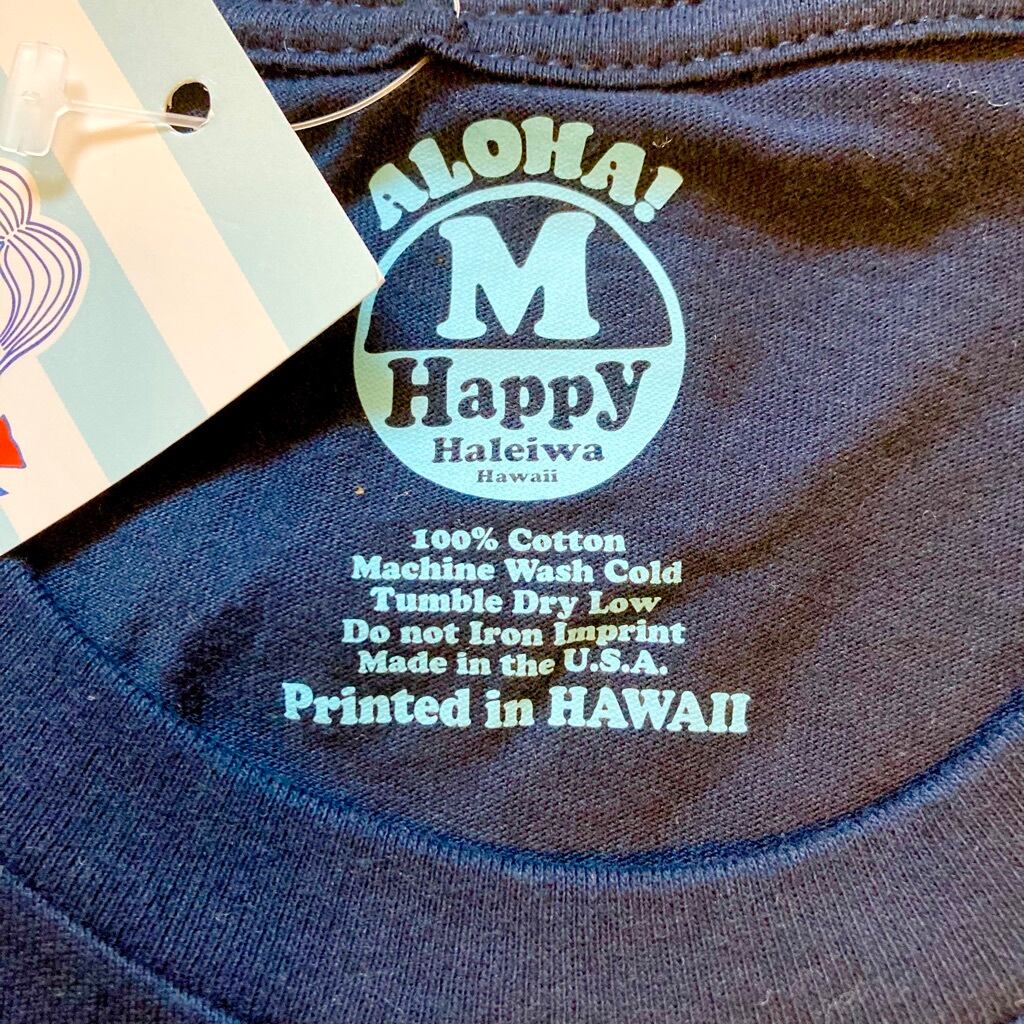 ALOHA!
M
Happy
Haleiwa
Hawaii
100% Cotton
Machine Wash Cold
Tumble Dry Low
Do not Iron Imprint
Made in the U.S.A.
Printed in HAWAII